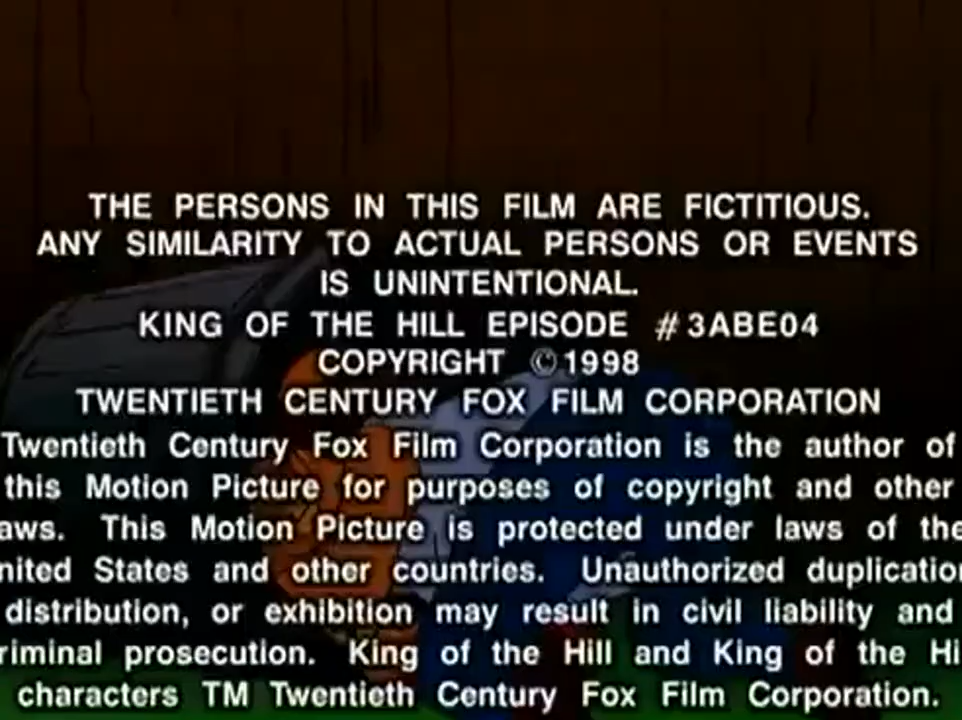 THE PERSONS IN THIS FILM ARE FICTITIOUS.
ANY SIMILARITY TO ACTUAL PERSONS OR EVENTS
IS UNINTENTIONAL.
KING OF THE HILL EPISODE #3ABE04
COPYRIGHT ©1998
TWENTIETH CENTURY FOX FILM CORPORATION
Twentieth Century Fox Film Corporation is the author of
this Motion Picture for purposes of copyright and other
aws. This Motion Picture is protected under laws of the
nited States and other countries. Unauthorized duplication
distribution, or exhibition may result in civil liability and
riminal prosecution. King of the Hill and King of the Hi
characters TM Twentieth Century Fox Film Corporation.